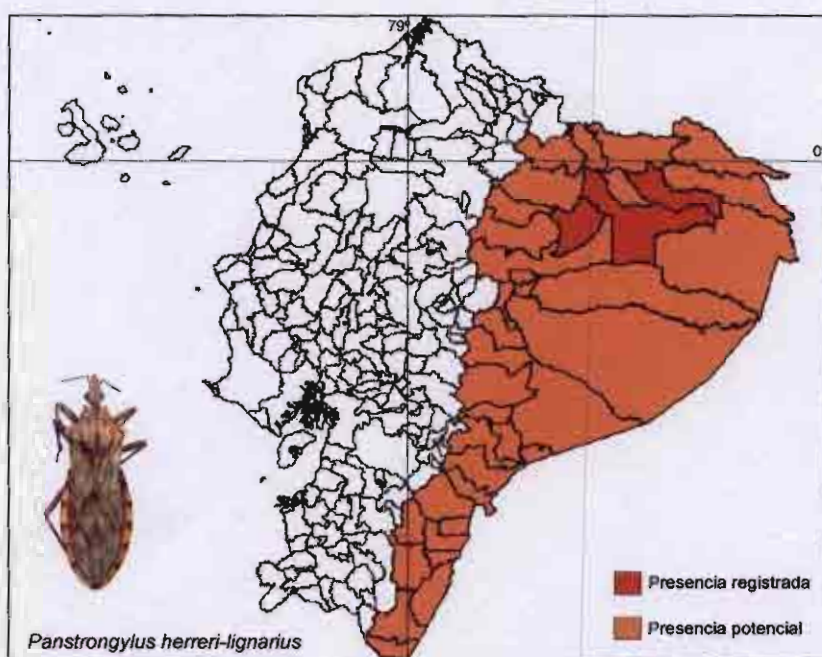 79
0
Presencia registrada
Presencia potencial
Panstrongylus herreri-lignarius